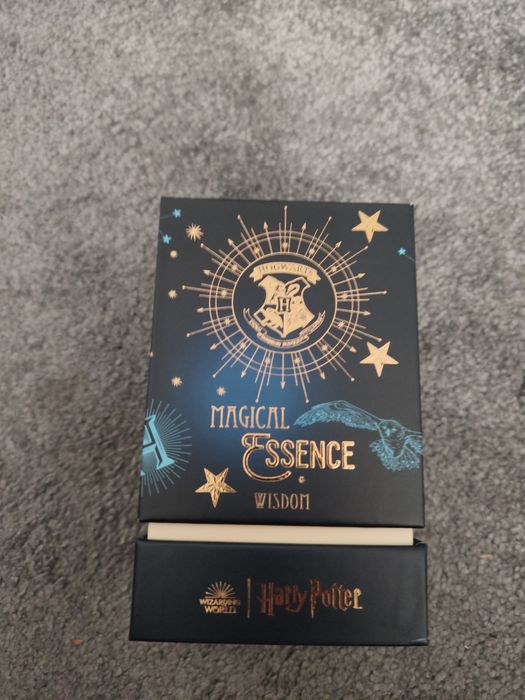 HOGWARTS
H
MAGICAL
ESSENCE
WISDOM
WIZARDING
WORLD
Harry Potter